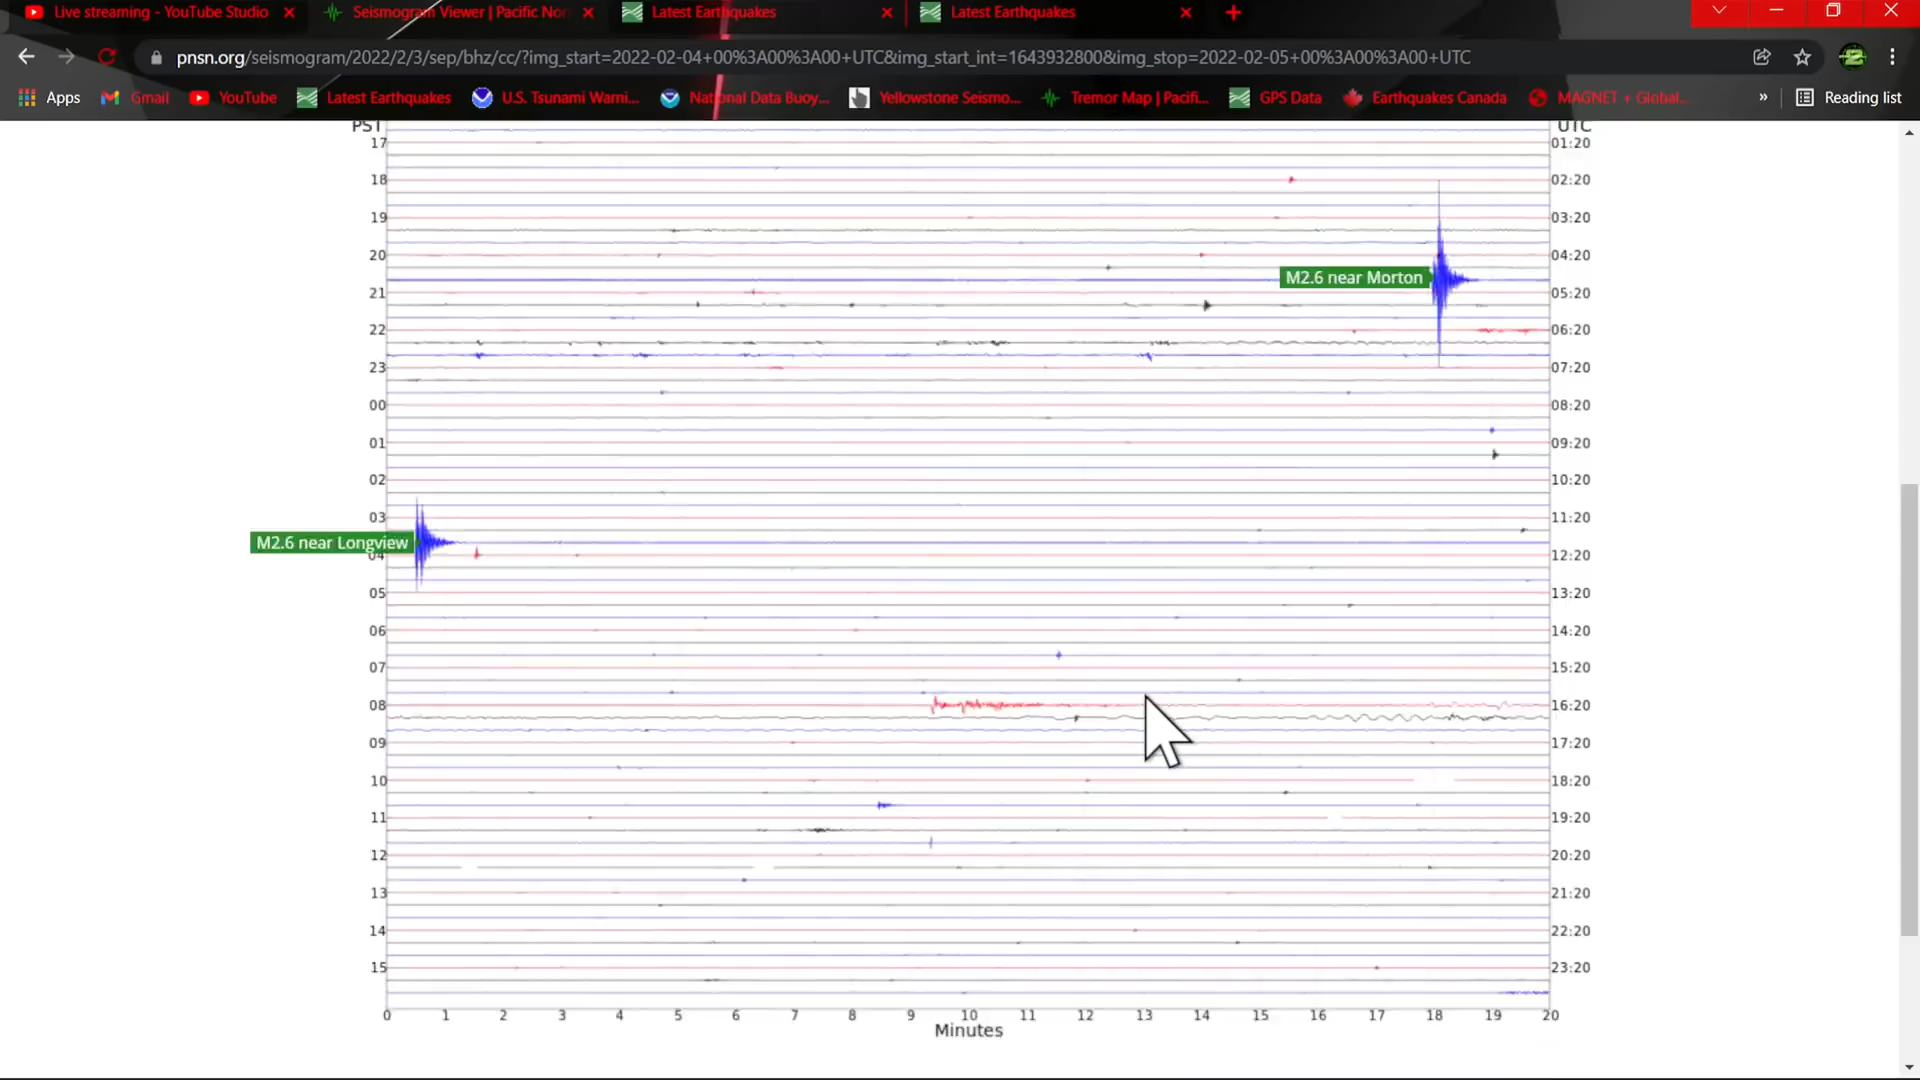 Live streaming - YouTube Studio
Seismogram Viewer | Pacific Nor
Latest Earthquakes
Latest Earthquakes
pnsn.org/seismogram/2022/2/3/sep/bhz/cc/?img_start=2022-02-04+00%3A00%3A00+UTC&img_start_int=1643932800&img_stop=2022-02-05+00%3A00%3A00+UTC
Apps
Gmail
YouTube
Latest Earthquakes
U.S. Tsunami Warni...
National Data Buoy...
Yellowstone Seismo...
Tremor Map | Pacifi...
GPS Data
Earthquakes Canada
MAGNET + Global...
»
Reading list
PST UTC
17 01:20
18 02:20
19 03:20
20 04:20
M2.6 near Morton
21 05:20
22 06:20
23 07:20
00 08:20
01 09:20
02 10:20
03 11:20
M2.6 near Longview
04 12:20
05 13:20
06 14:20
07 15:20
08 16:20
09 17:20
10 18:20
11 19:20
12 20:20
13 21:20
14 22:20
15 23:20
0 1 2 3 4 5 6 7 8 9 10 11 12 13 14 15 16 17 18 19 20
Minutes